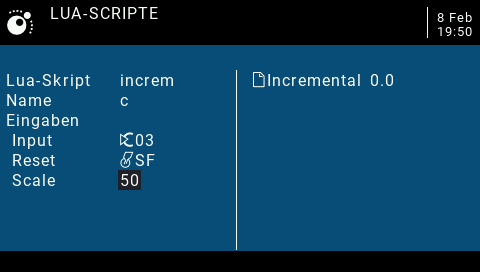 LUA-SCRIPTE
8 Feb
19:50
Lua-Skript increm
Name c
Eingaben
Input 03
Reset SF
Scale 50
Incremental 0.0